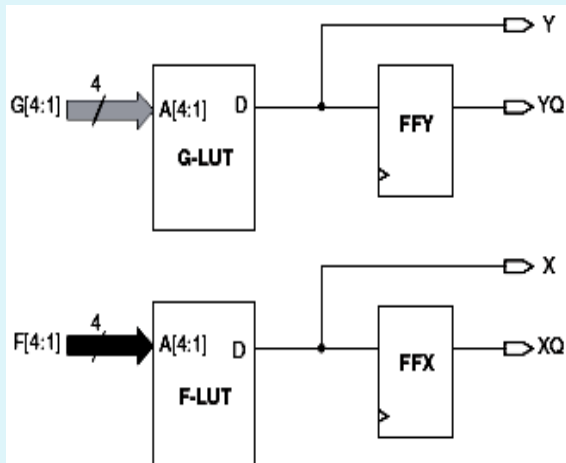 Y
4
G[4:1]
A[4:1] D
YQ
G-LUT
FFY
X
4
F[4:1]
A[4:1] D
XQ
F-LUT
FFX